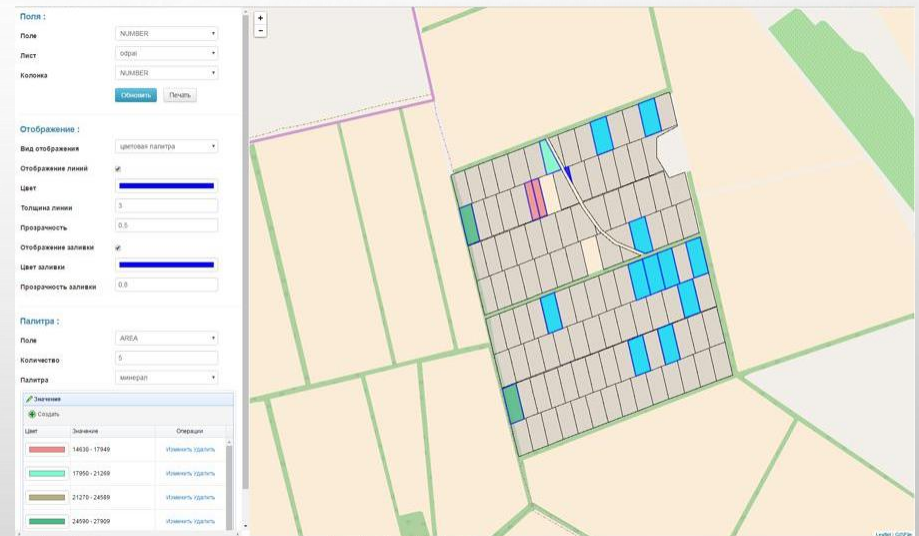 Поля :
Поле NUMBER
Лист odpai
Колонка NUMBER
Обновить Печать
Отображение :
Вид отображения цветовая палитра
Отображение линий
Цвет
Толщина линии 3
Прозрачность 0.5
Отображение заливки
Цвет заливки
Прозрачность заливки 0.8
Палитра :
Поле AREA
Количество 5
Палитра минерал
Значения
Создать
Цвет Значение Операции
14630 - 17949 Изменить Удалить
17950 - 21269 Изменить Удалить
21270 - 24589 Изменить Удалить
24590 - 27909 Изменить Удалить
+
-
Leaflet |